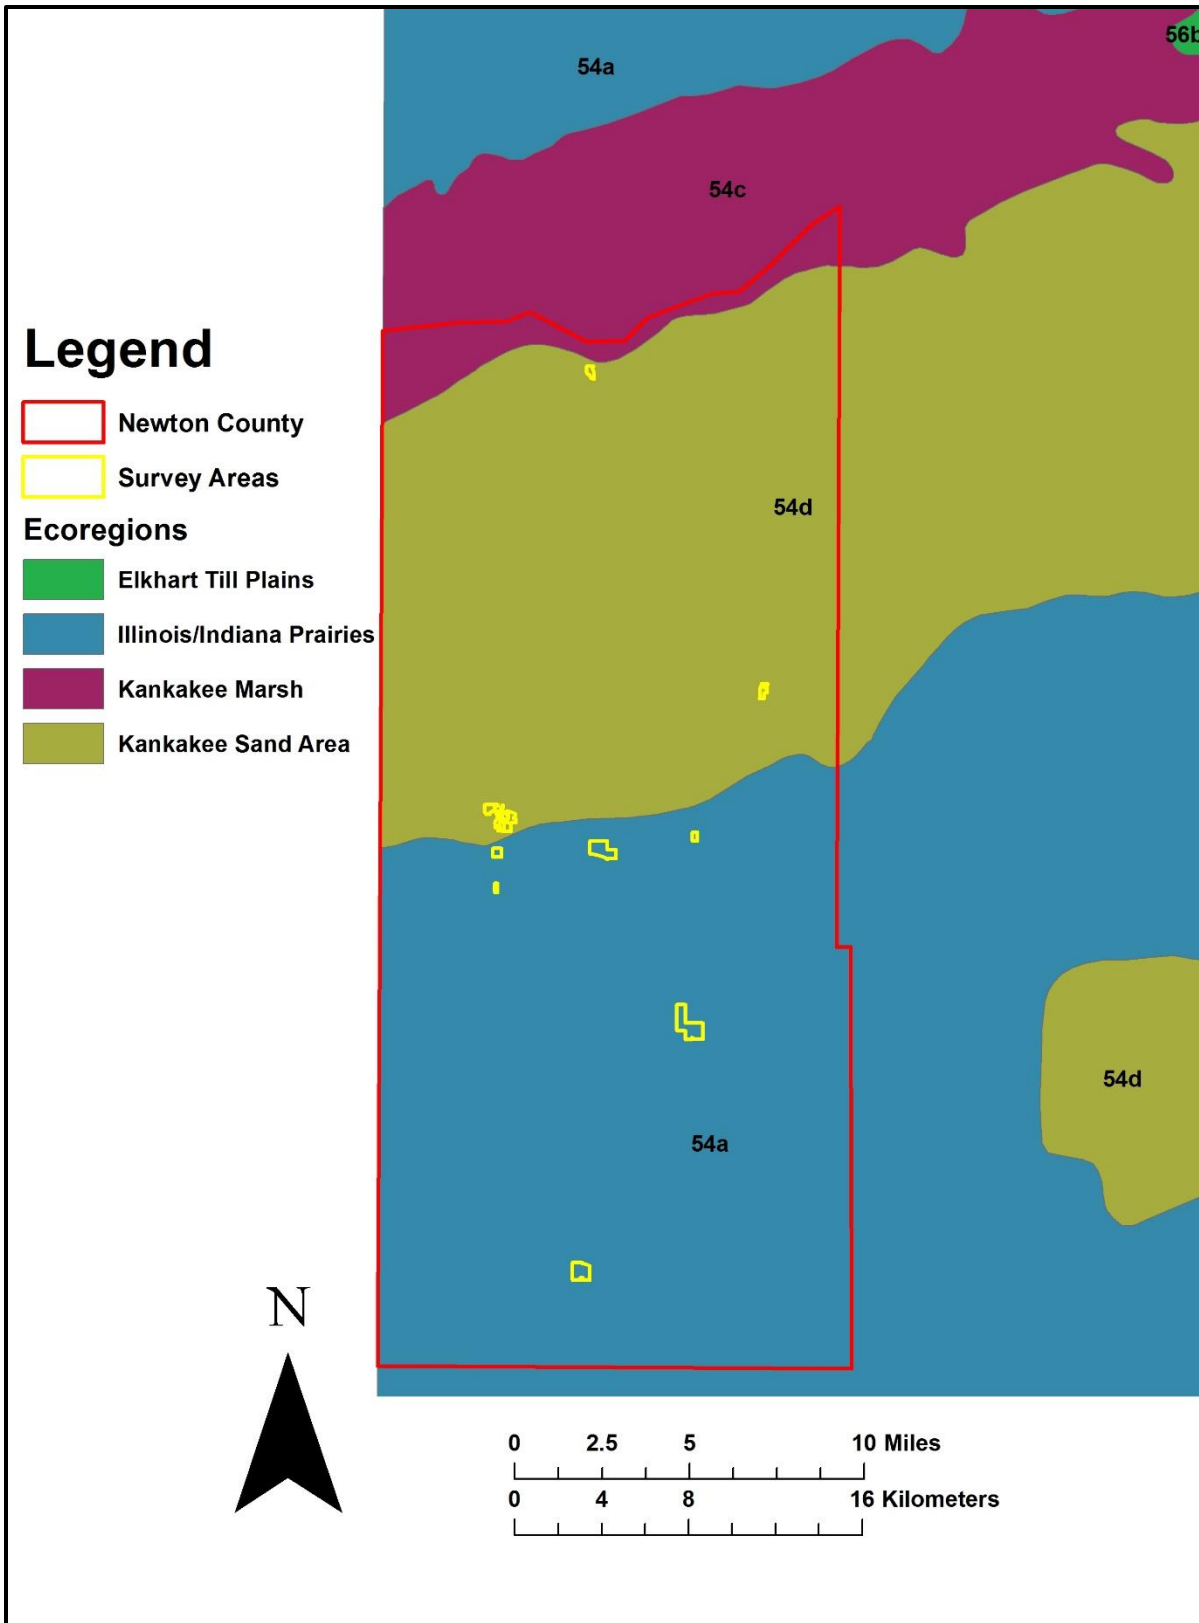 54a
56b
54c
Legend
Newton County
Survey Areas
54d
Ecoregions
Elkhart Till Plains
Illinois/Indiana Prairies
Kankakee Marsh
Kankakee Sand Area
54d
54a
N
0 2.5 5 10 Miles
0 4 8 16 Kilometers